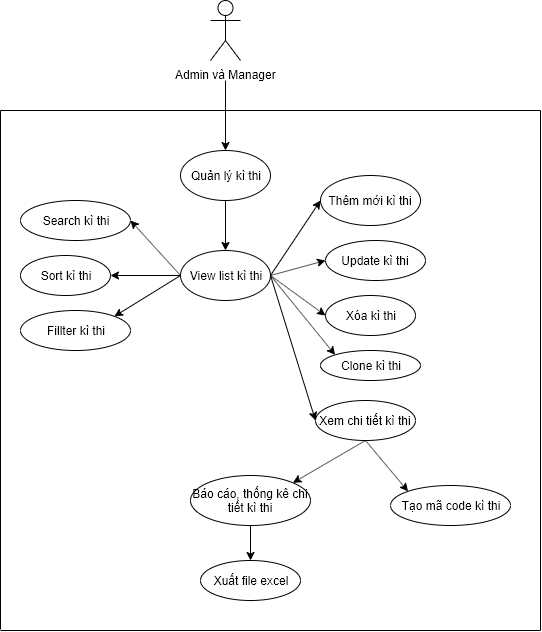 Admin và Manager
Quản lý kì thi
Thêm mới kì thi
Search kì thi
Update kì thi
Sort kì thi
View list kì thi
Xóa kì thi
Fillter kì thi
Clone kì thi
Xem chi tiết kì thi
Báo cáo, thống kê chi
tiết kì thi
Tạo mã code kì thi
Xuất file excel